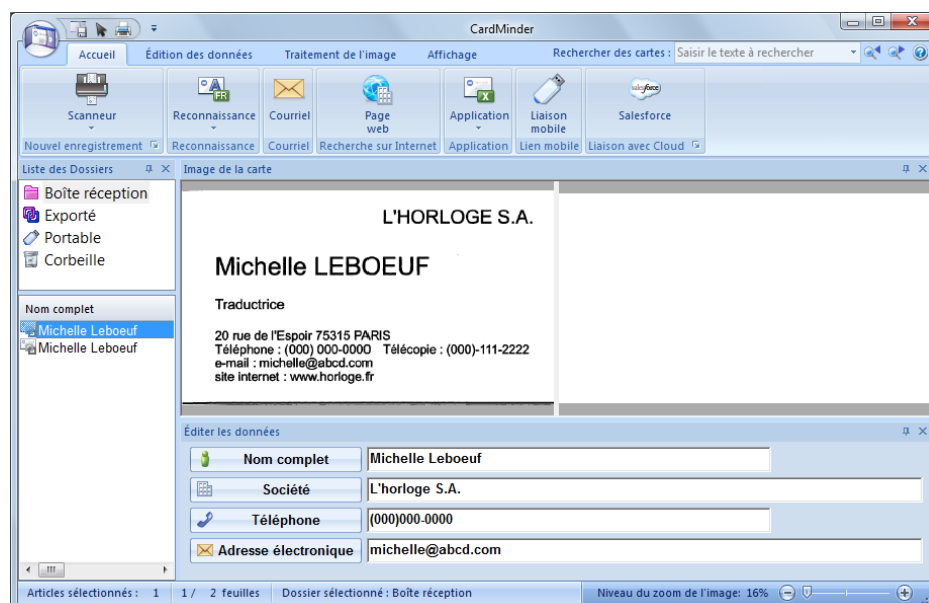 CardMinder
Accueil Édition des données Traitement de l'image Affichage Rechercher des cartes : Saisir le texte à rechercher
Scanneur
Reconnaissance
Courriel
Page
web
Application
Liaison
mobile
salesforce
Salesforce
A
FR
X
Nouvel enregistrement Reconnaissance Courriel Recherche sur Internet Application Lien mobile Liaison avec Cloud
Liste des Dossiers
Boîte réception
Exporté
Portable
Corbeille
Nom complet
Michelle Leboeuf
Michelle Leboeuf
Image de la carte
L'HORLOGE S.A.
Michelle LEBOEUF
Traductrice
20 rue de l'Espoir 75315 PARIS
Téléphone : (000) 000-0000 Télécopie : (000)-111-2222
e-mail : michelle@abcd.com
site internet : www.horloge.fr
Éditer les données
Nom complet Michelle Leboeuf
Société L'horloge S.A.
Téléphone (000)000-0000
Adresse électronique michelle@abcd.com
Articles sélectionnés : 1 1 / 2 feuilles Dossier sélectionné : Boîte réception Niveau du zoom de l'image: 16%